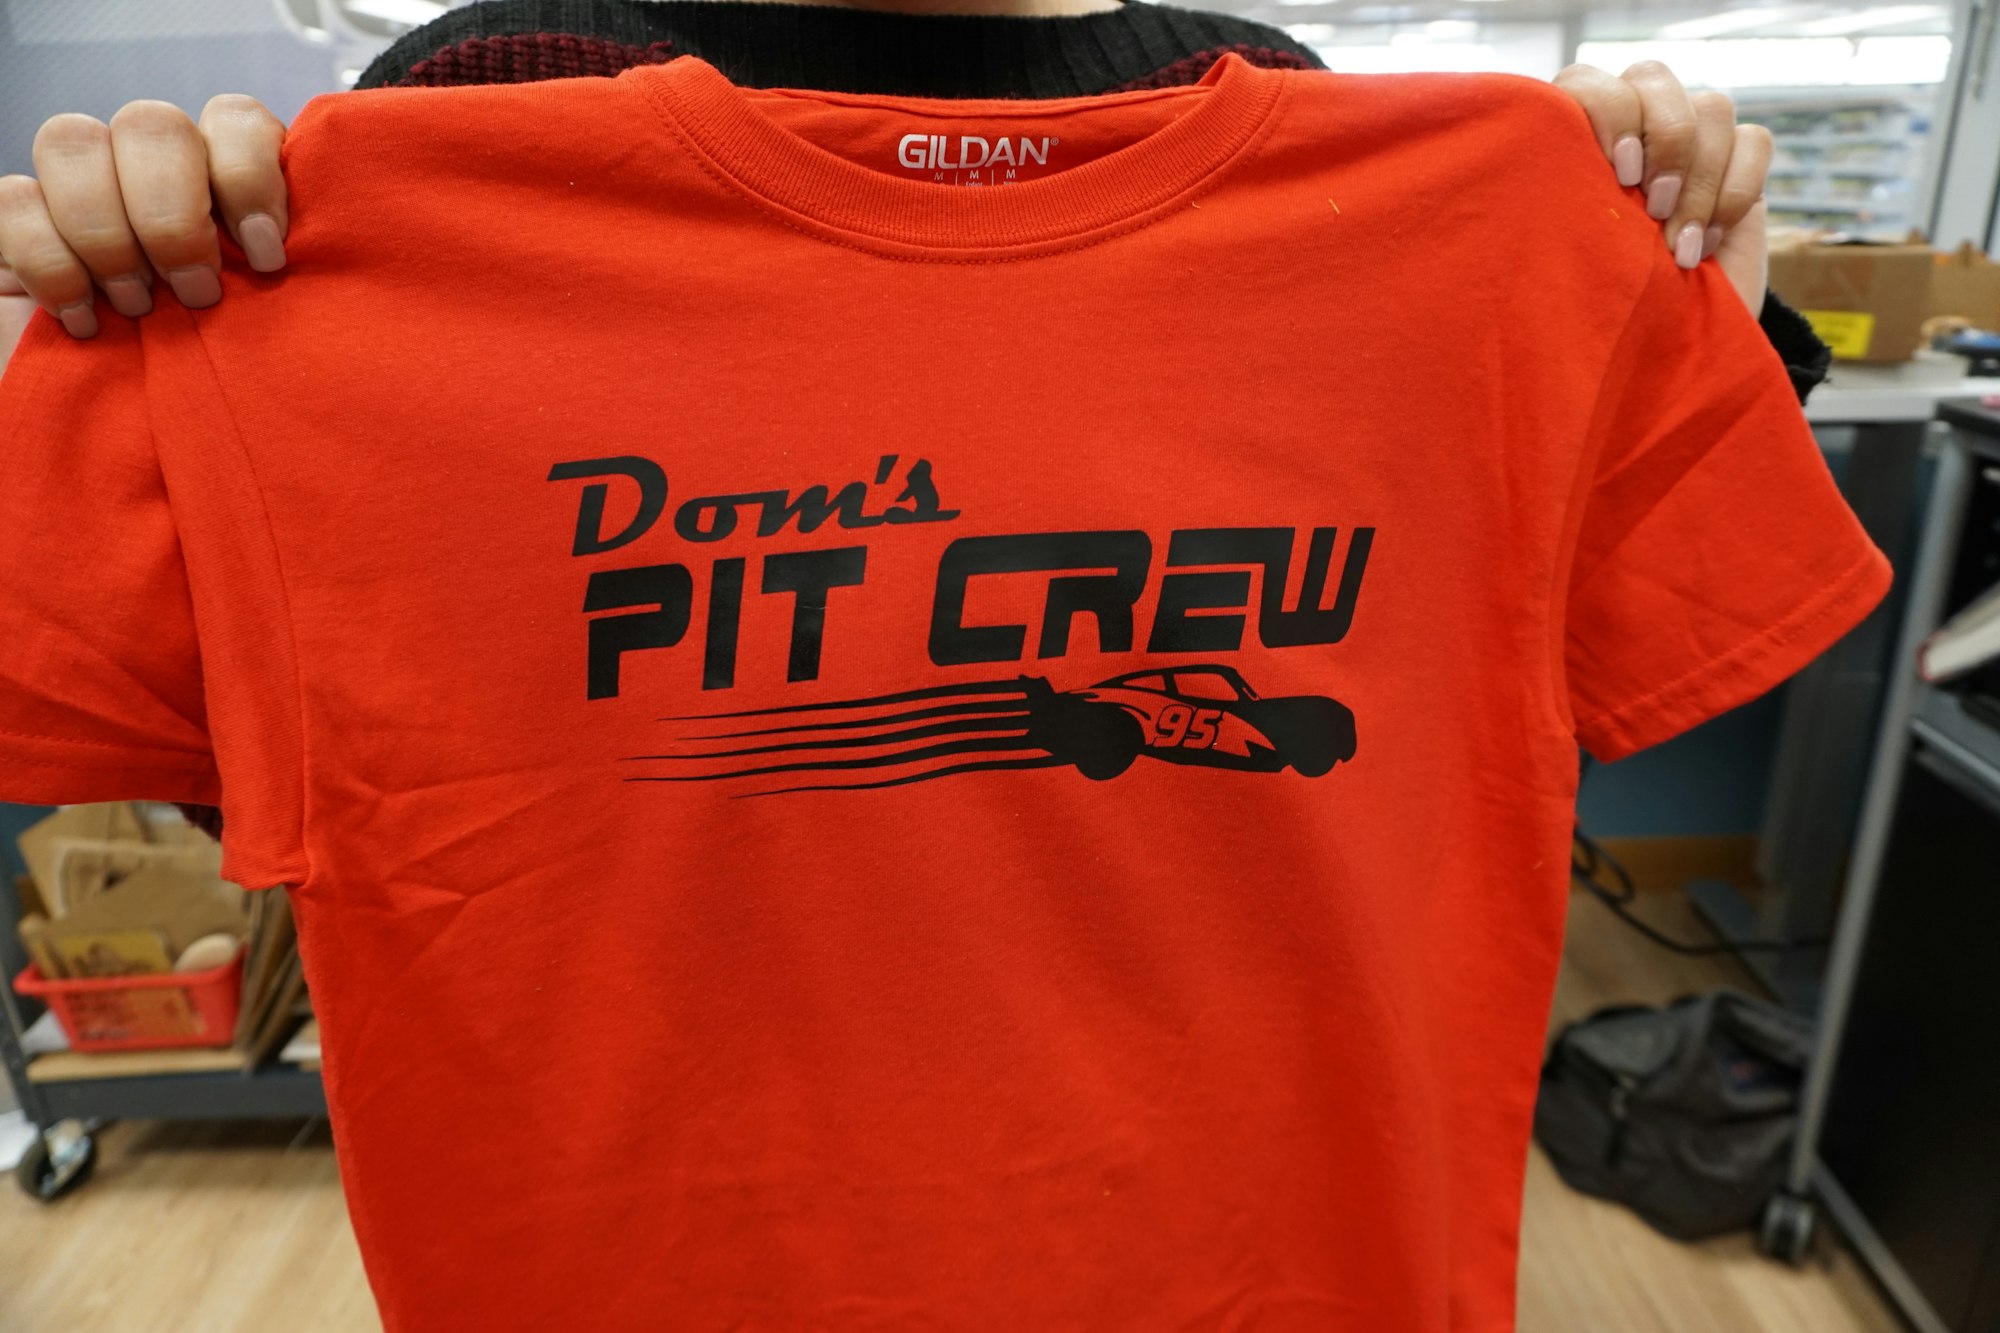 GILDAN®
M | M | M
Dom's
PIT CREW
95